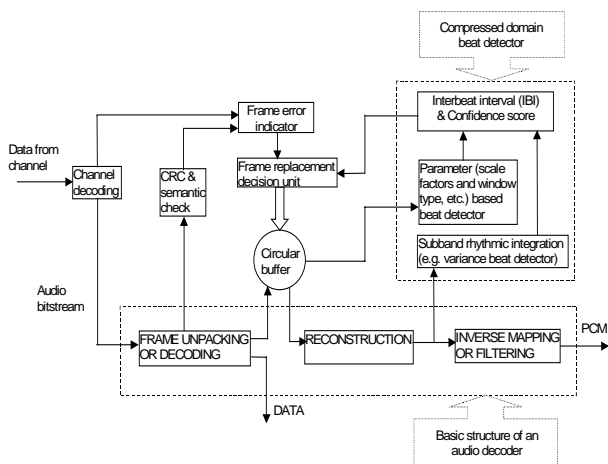 Compressed domain
beat detector
Frame error
indicator
Interbeat interval (IBI)
& Confidence score
Data from
channel
Channel
decoding
CRC &
semantic
check
Frame replacement
decision unit
Parameter (scale
factors and window
type, etc.) based
beat detector
Circular
buffer
Subband rhythmic integration
(e.g. variance beat detector)
Audio
bitstream
FRAME UNPACKING
OR DECODING
RECONSTRUCTION
INVERSE MAPPING
OR FILTERING
PCM
DATA
Basic structure of an
audio decoder